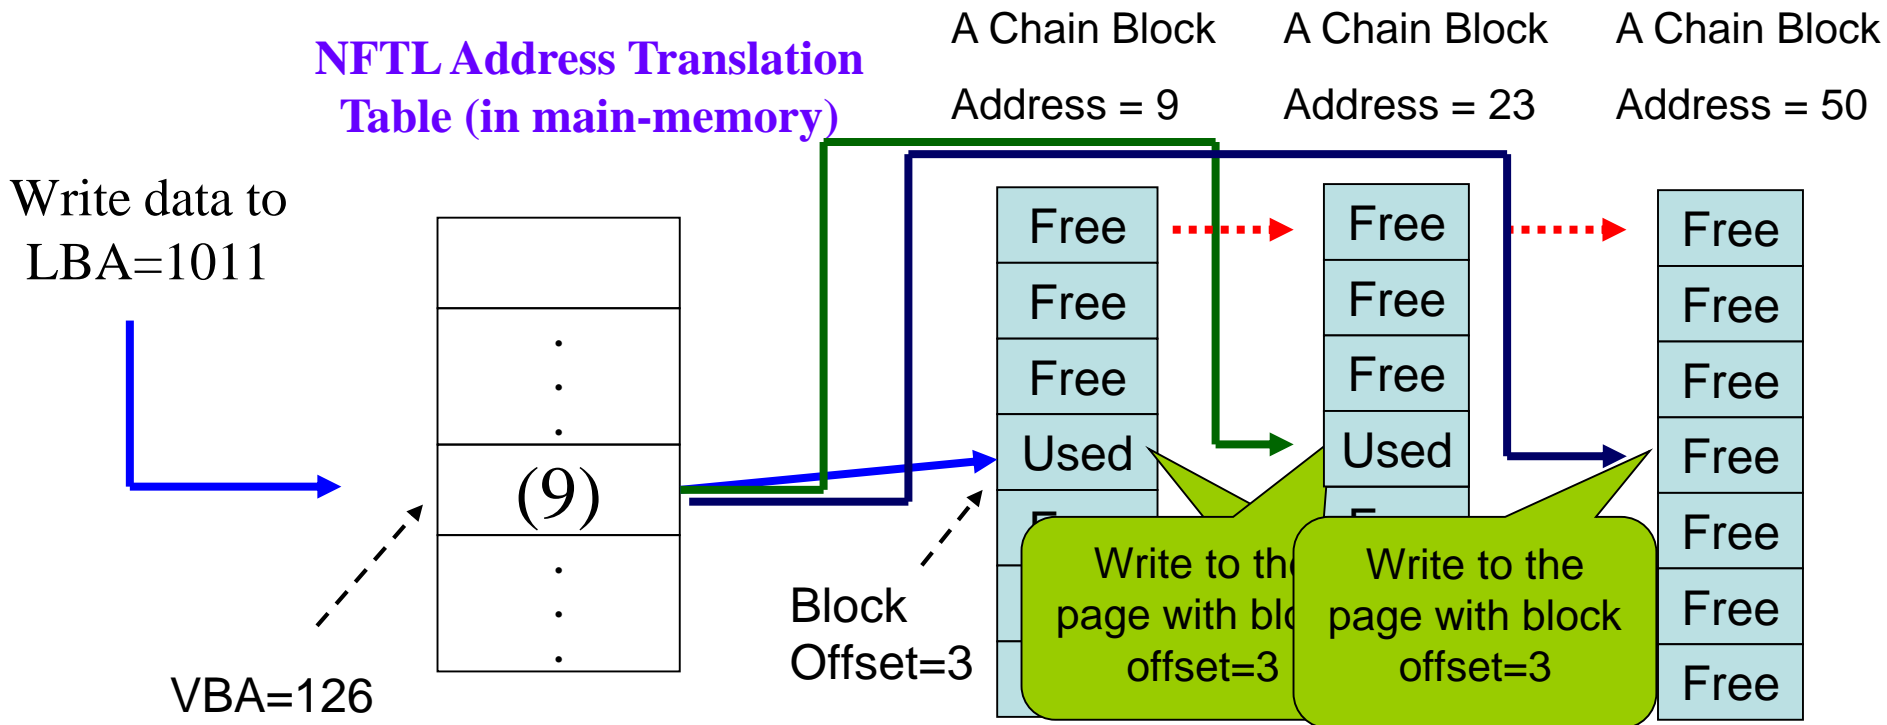 NFTL Address Translation
Table (in main-memory)
A Chain Block
Address = 9
A Chain Block
Address = 23
A Chain Block
Address = 50
Write data to
LBA=1011
.
.
.
(9)
.
.
.
VBA=126
Block
Offset=3
Free
Free
Free
Used
Free
Free
Free
Used
Free
Free
Free
Free
Free
Free
Free
Write to
page with
offset=3
Write to the
page with block
offset=3